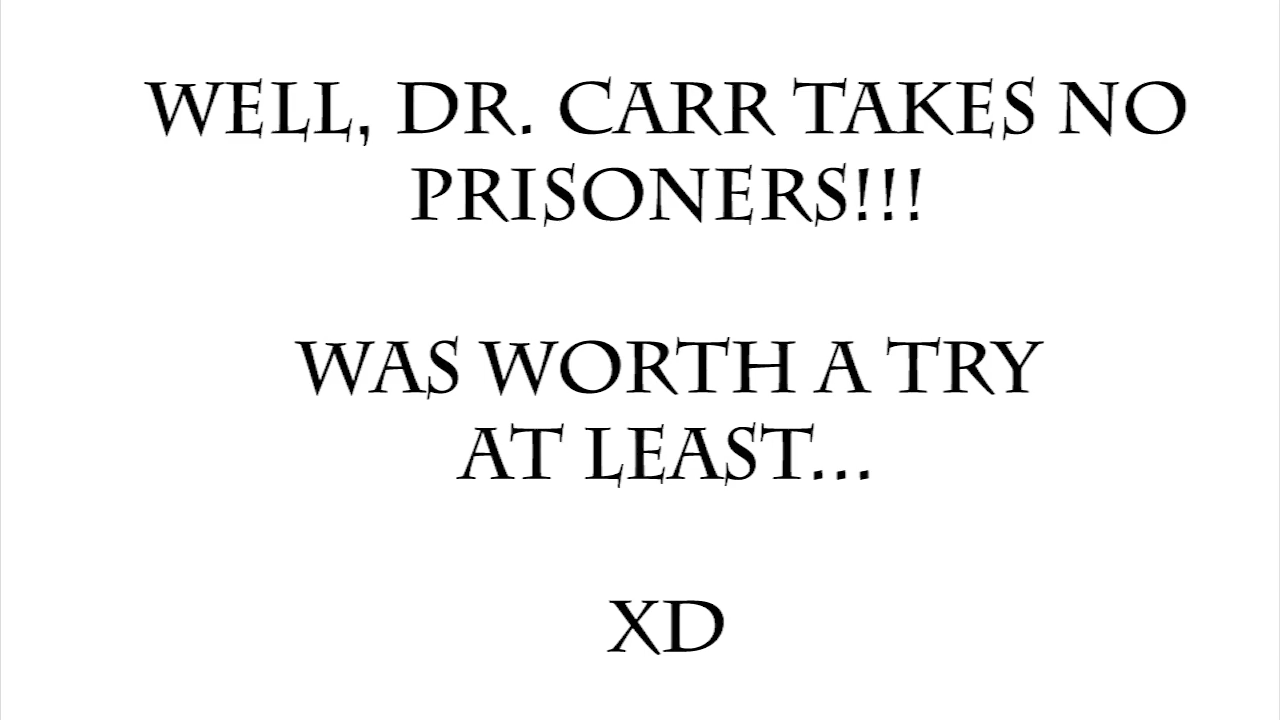 WELL, DR. CARR TAKES NO
PRISONERS!!!
WAS WORTH A TRY
AT LEAST...
XD